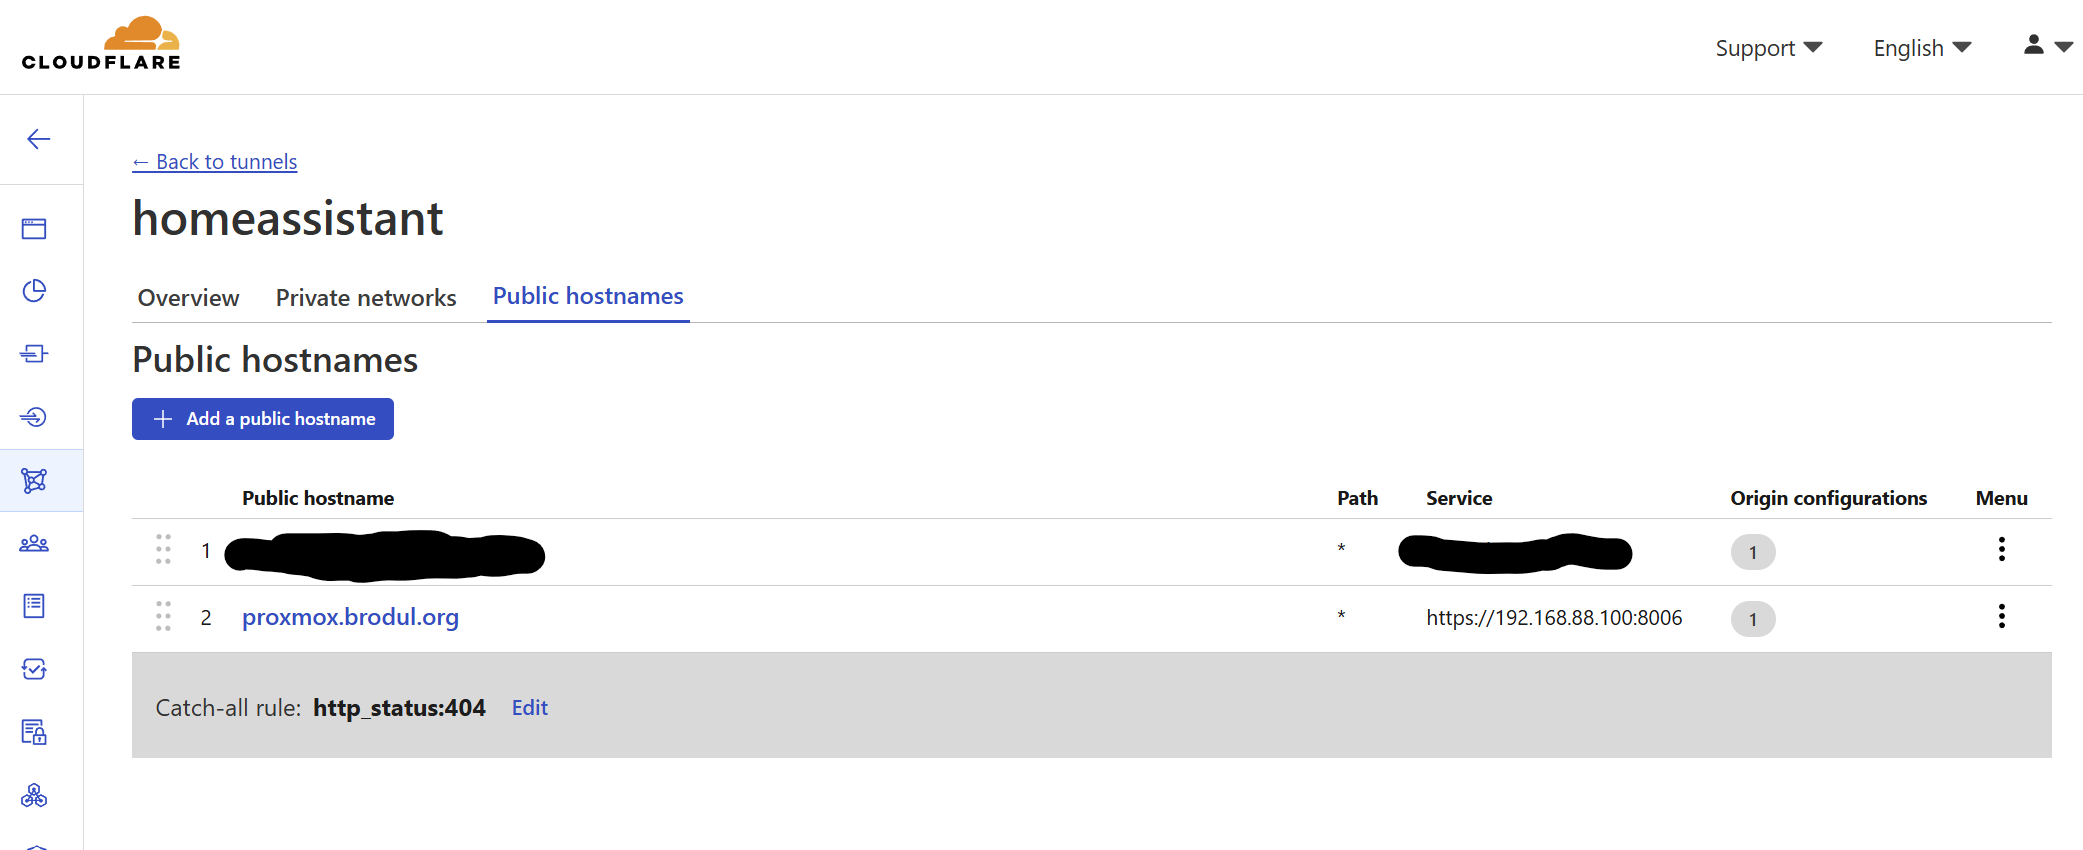 CLOUDFLARE
Support
English
← Back to tunnels
homeassistant
Overview Private networks Public hostnames
Public hostnames
Add a public hostname
Public hostname Path Service Origin configurations Menu
1 * 1
2 proxmox.brodul.org * https://192.168.88.100:8006 1
Catch-all rule: http_status:404 Edit